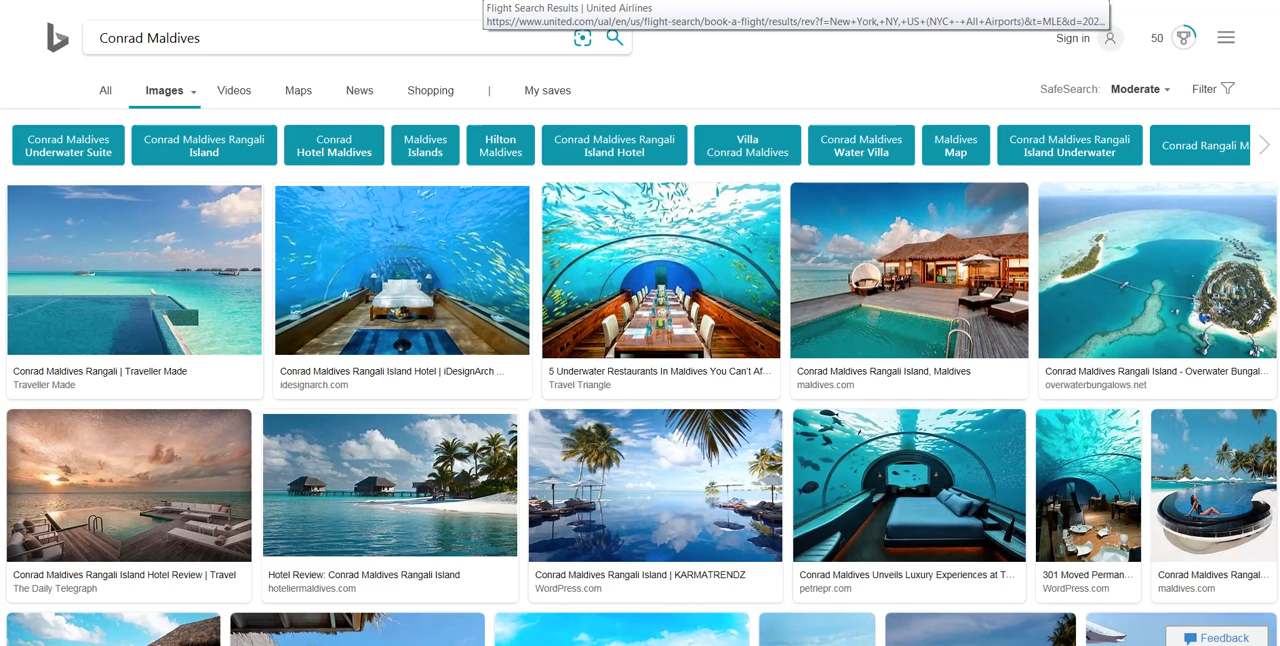 Flight Search Results | United Airlines
https://www.united.com/ual/en/us/flight-search/book-a-flight/results/rev?f=New+York,+NY,+US+(NYC+-+All+Airports)&t=MLE&d=202...
Conrad Maldives
Sign in
50
All
Images
Videos
Maps
News
Shopping
|
My saves
SafeSearch:
Moderate
Filter
Conrad Maldives
Underwater Suite
Conrad Maldives Rangali
Island
Conrad
Hotel Maldives
Maldives
Islands
Hilton
Maldives
Conrad Maldives Rangali
Island Hotel
Villa
Conrad Maldives
Conrad Maldives
Water Villa
Maldives
Map
Conrad Maldives Rangali
Island Underwater
Conrad Rangali M
Conrad Maldives Rangali | Traveller Made
Traveller Made
Conrad Maldives Rangali Island Hotel | iDesignArch ...
idesignarch.com
5 Underwater Restaurants In Maldives You Can't Af...
Travel Triangle
Conrad Maldives Rangali Island, Maldives
maldives.com
Conrad Maldives Rangali Island - Overwater Bungal...
overwaterbungalows.net
Conrad Maldives Rangali Island Hotel Review | Travel
The Daily Telegraph
Hotel Review: Conrad Maldives Rangali Island
hoteliermaldives.com
Conrad Maldives Rangali Island | KARMATRENDZ
WordPress.com
Conrad Maldives Unveils Luxury Experiences at T...
petriepr.com
301 Moved Perman...
WordPress.com
Conrad Maldives Rangal...
maldives.com
Feedback